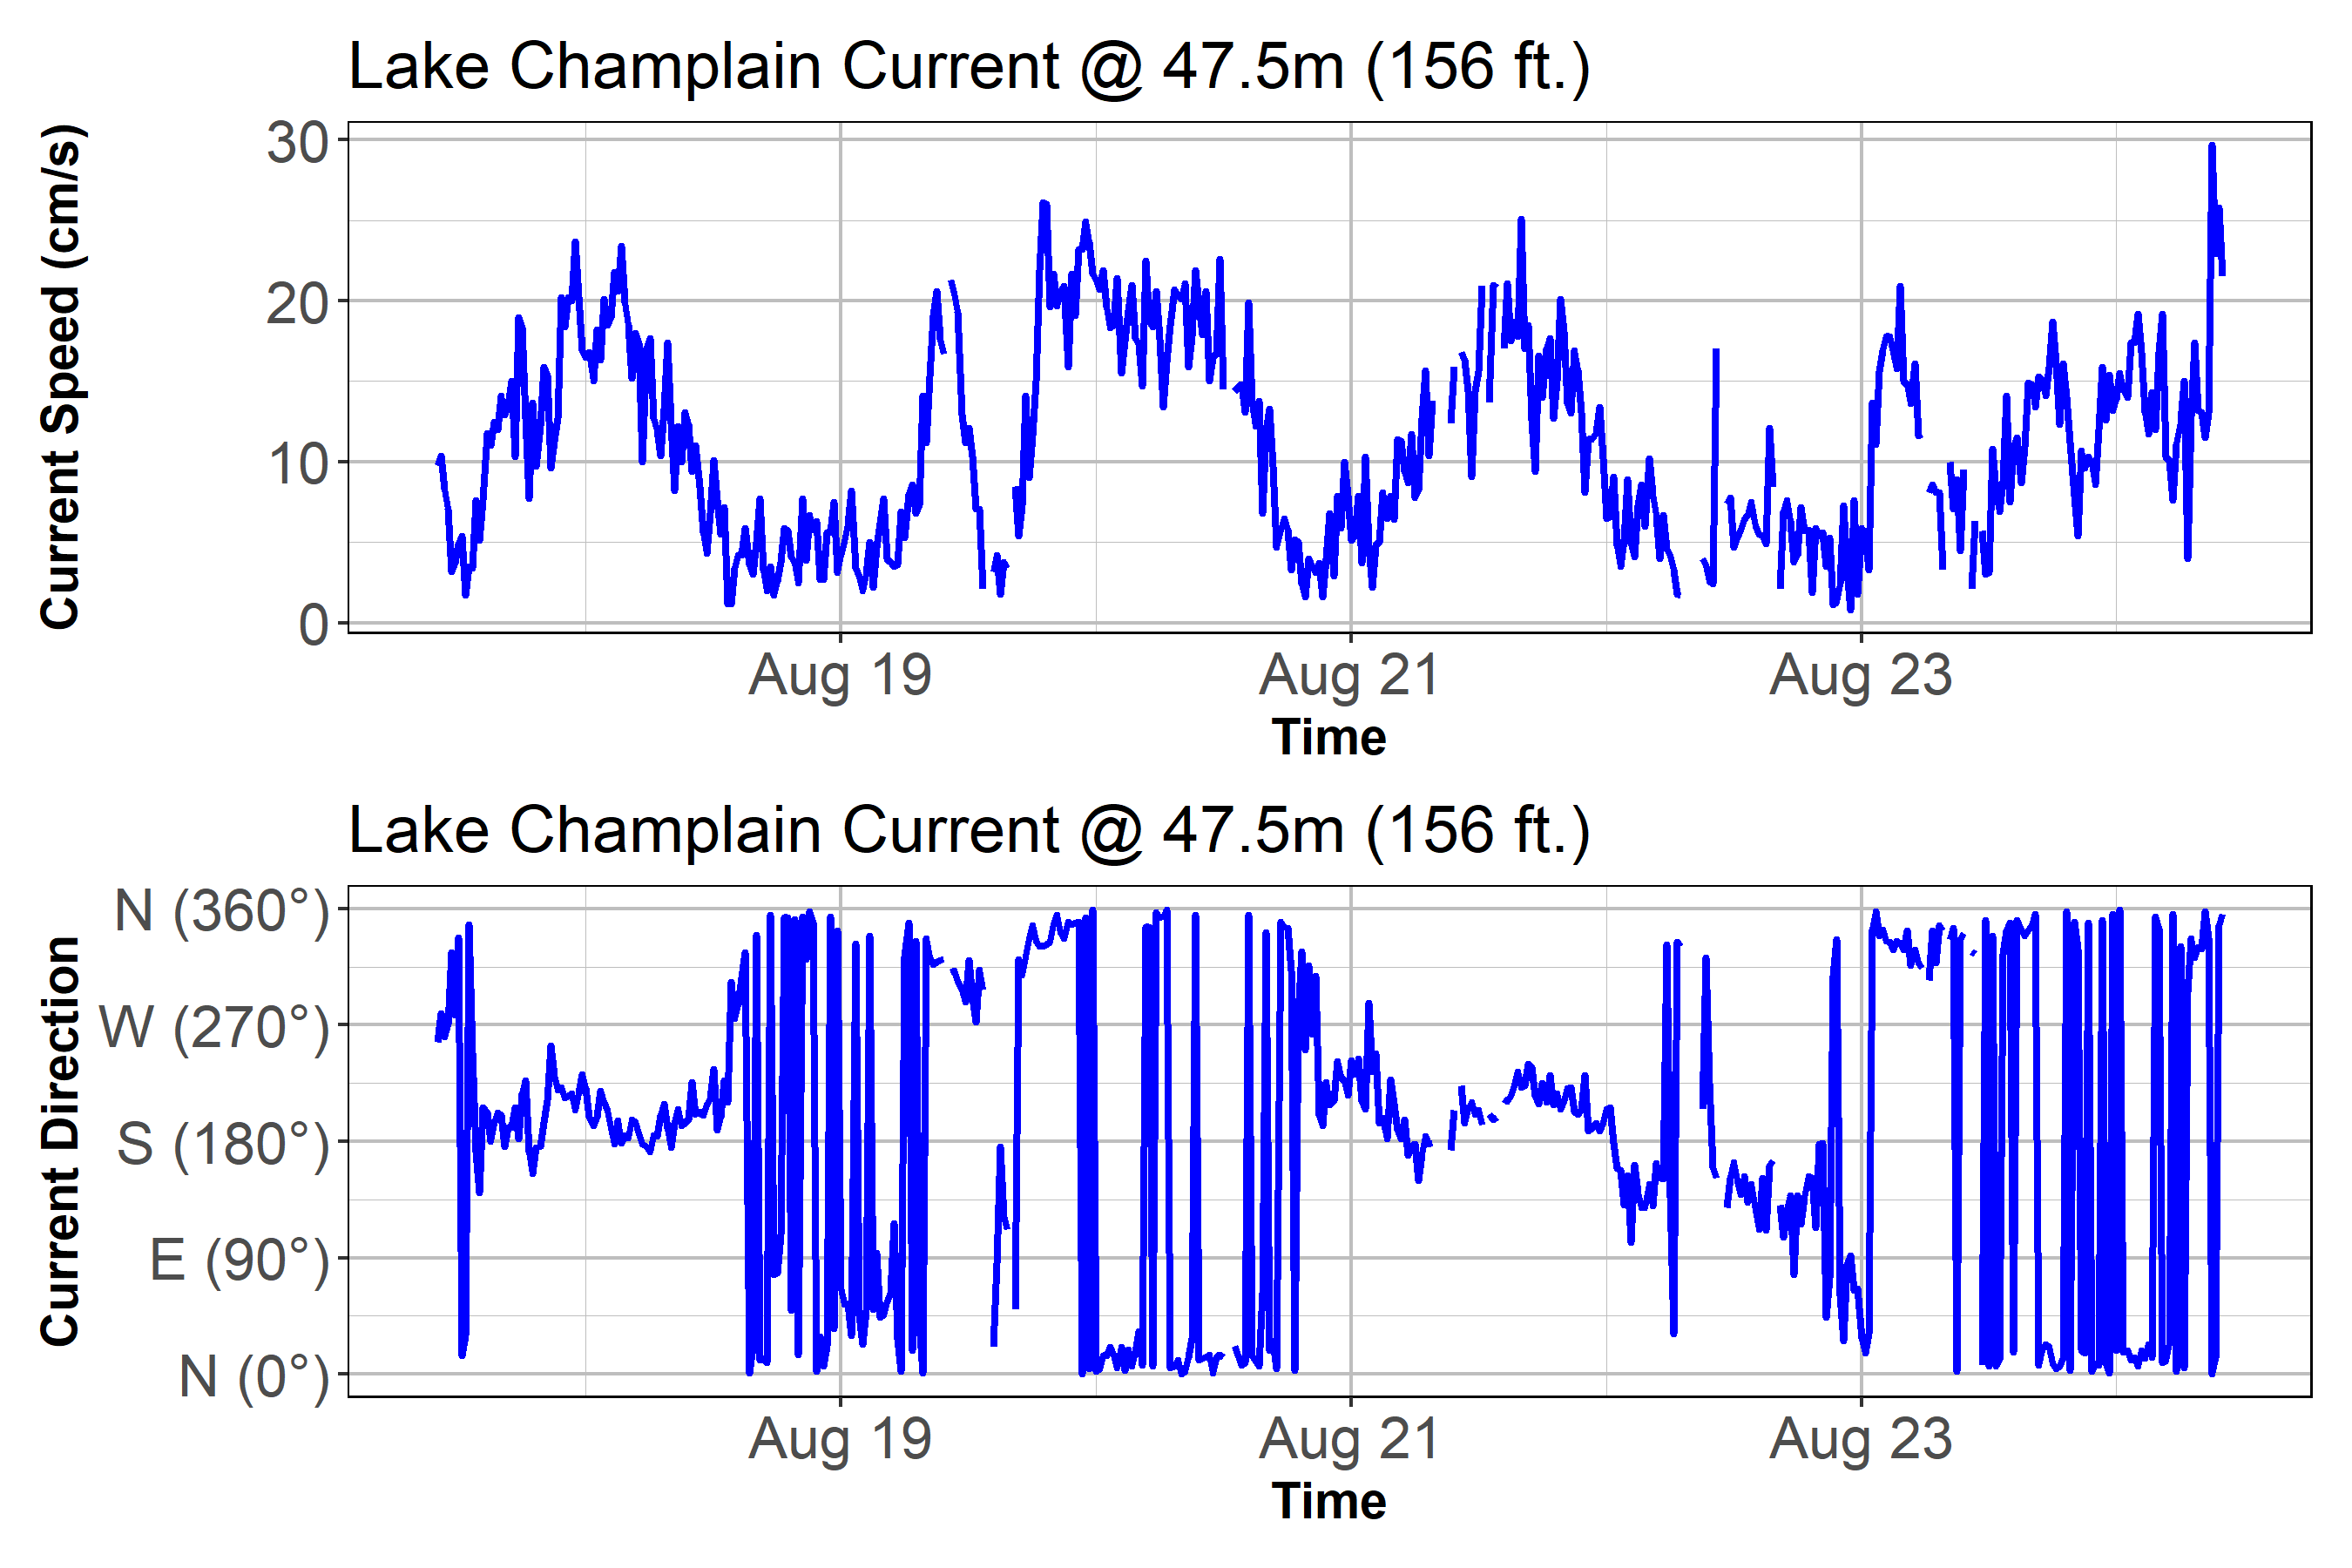 Lake Champlain Current @ 47.5m (156 ft.)
Current Speed (cm/s)
30
20
10
0
Aug 19 Aug 21 Aug 23
Time
Lake Champlain Current @ 47.5m (156 ft.)
Current Direction
N (360°)
W (270°)
S (180°)
E (90°)
N (0°)
Aug 19 Aug 21 Aug 23
Time